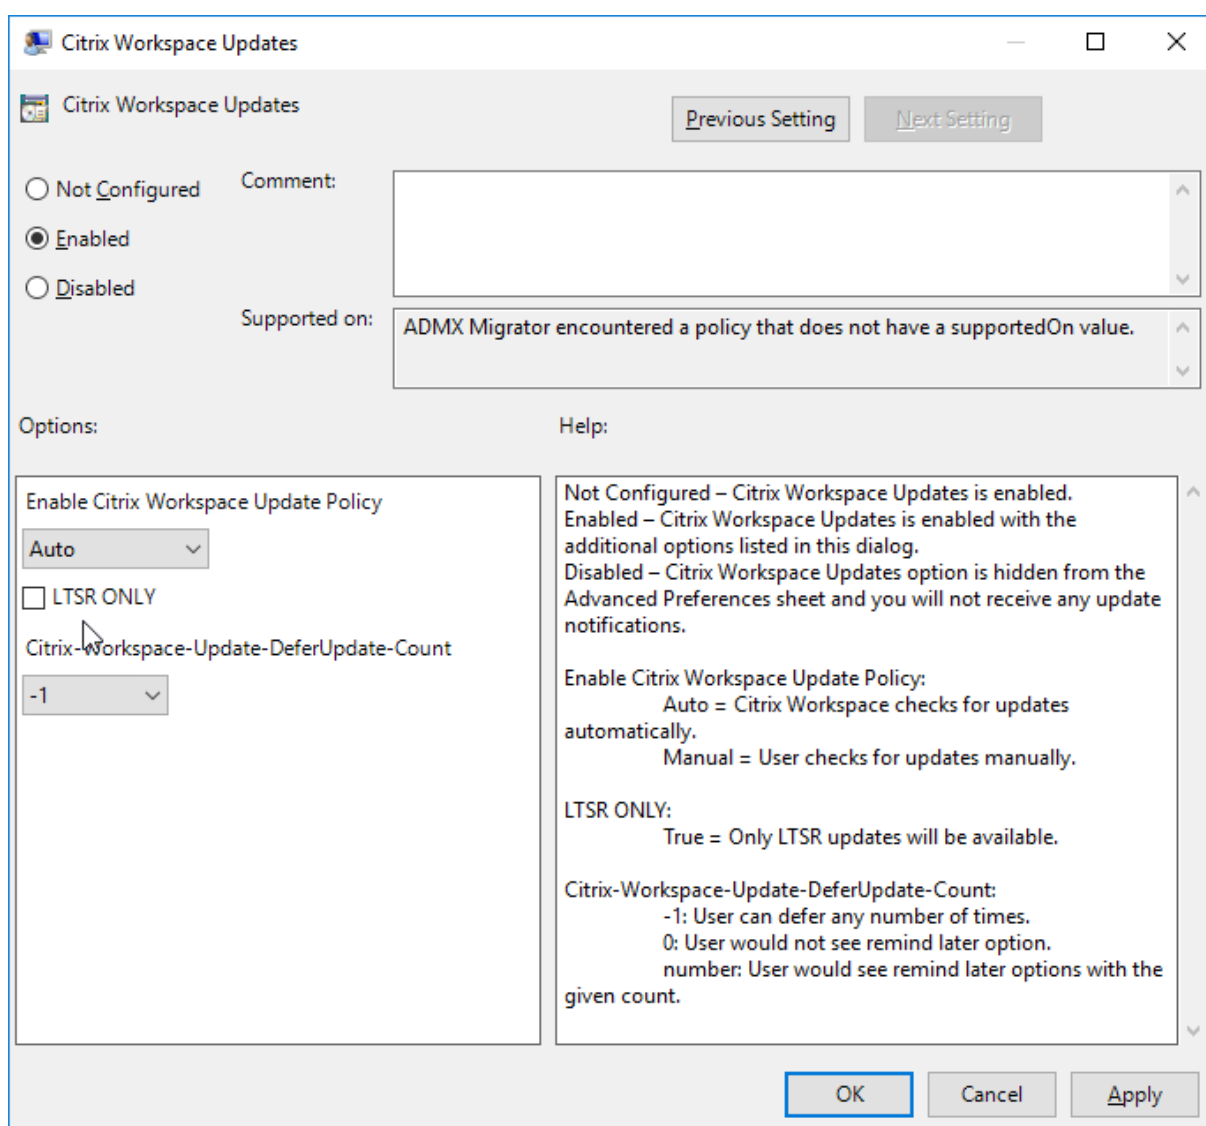 Citrix Workspace Updates
Citrix Workspace Updates
Previous Setting
Next Setting
Not Configured
Enabled
Disabled
Comment:
Supported on:
ADMX Migrator encountered a policy that does not have a supportedOn value.
Options:
Help:
Enable Citrix Workspace Update Policy
Auto
LTSR ONLY
Citrix-Workspace-Update-DeferUpdate-Count
-1
Not Configured – Citrix Workspace Updates is enabled.
Enabled – Citrix Workspace Updates is enabled with the
additional options listed in this dialog.
Disabled – Citrix Workspace Updates option is hidden from the
Advanced Preferences sheet and you will not receive any update
notifications.
Enable Citrix Workspace Update Policy:
Auto = Citrix Workspace checks for updates
automatically.
Manual = User checks for updates manually.
LTSR ONLY:
True = Only LTSR updates will be available.
Citrix-Workspace-Update-DeferUpdate-Count:
-1: User can defer any number of times.
0: User would not see remind later option.
number: User would see remind later options with the
given count.
OK
Cancel
Apply